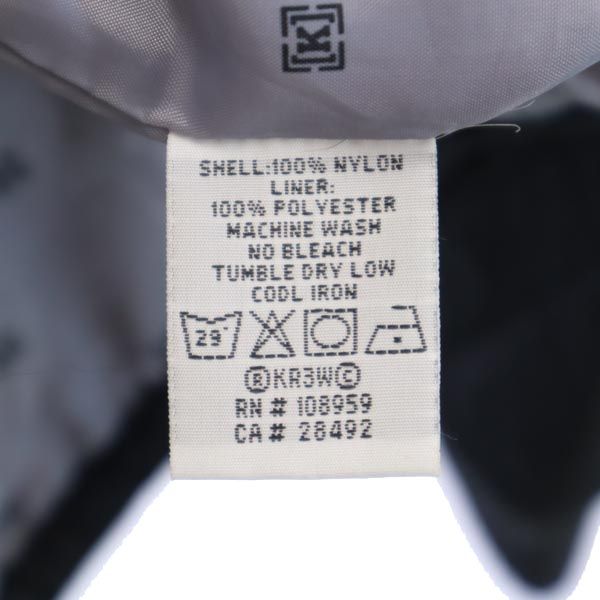 [K]
SHELL:100% NYLON
LINER:
100% POLYESTER
MACHINE WASH
NO BLEACH
TUMBLE DRY LOW
COOL IRON
29°
®KR3W©
RN # 108959
CA # 28492